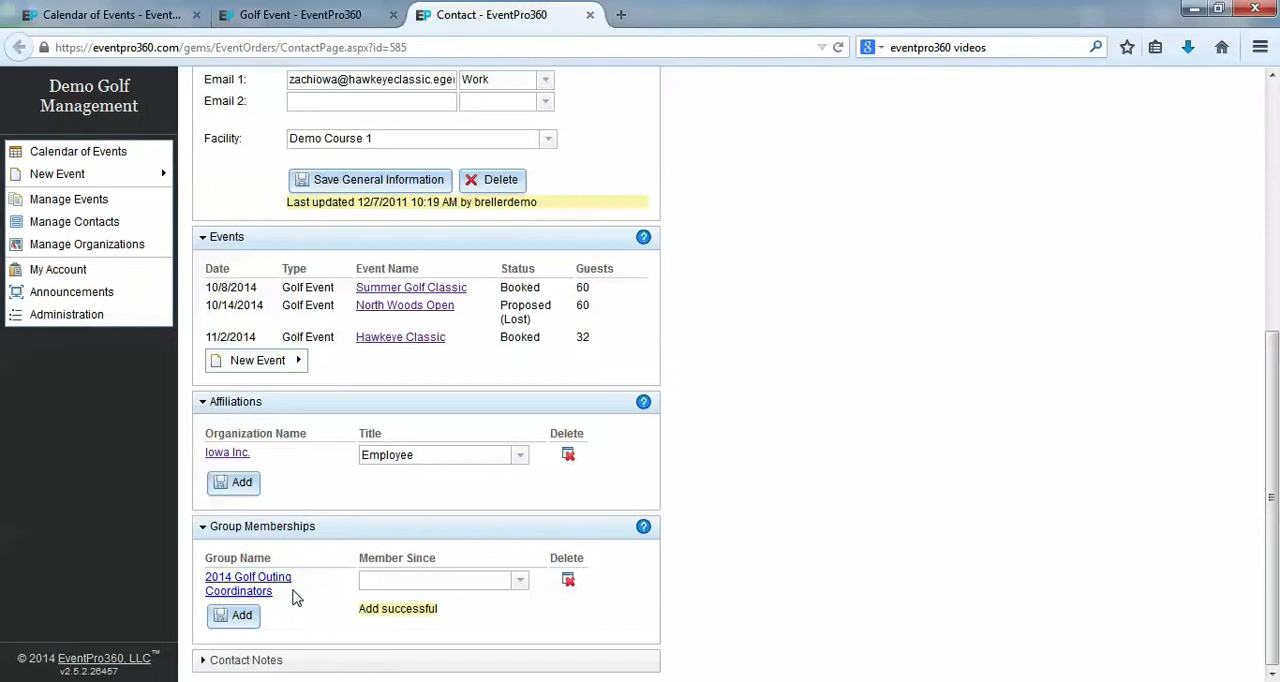 Calendar of Events - Event... × Golf Event - EventPro360 × Contact - EventPro360 × +
https://eventpro360.com/gems/EventOrders/ContactPage.aspx?id=585 eventpro360 videos
Demo Golf
Management
Calendar of Events
New Event
Manage Events
Manage Contacts
Manage Organizations
My Account
Announcements
Administration
© 2014 EventPro360, LLC™
v2.5.2.26457
Email 1: zachiowa@hawkeyeclassic.eger Work
Email 2:
Facility: Demo Course 1
Save General Information Delete
Last updated 12/7/2011 10:19 AM by brellerdemo
Events
Date Type Event Name Status Guests
10/8/2014 Golf Event Summer Golf Classic Booked 60
10/14/2014 Golf Event North Woods Open Proposed 60
(Lost)
11/2/2014 Golf Event Hawkeye Classic Booked 32
New Event
Affiliations
Organization Name Title Delete
Iowa Inc. Employee
Add
Group Memberships
Group Name Member Since Delete
2014 Golf Outing
Coordinators
Add Add successful
Contact Notes